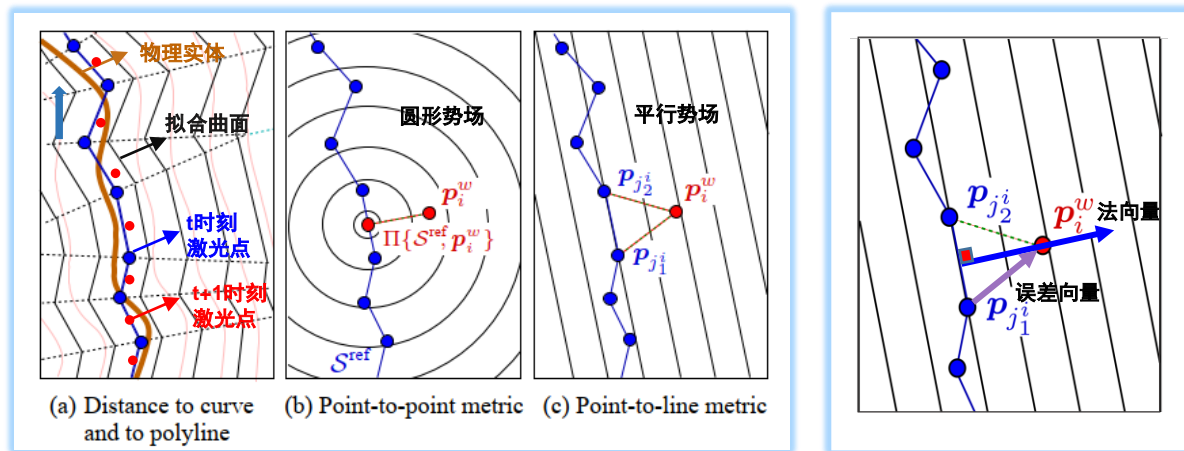 物理实体
拟合曲面
t时刻
激光点
t+1时刻
激光点
(a) Distance to curve
and to polyline
圆形势场
p_i^w
Π{S^ref, p_i^w}
S^ref
(b) Point-to-point metric
平行势场
p_{j_2^i}
p_i^w
p_{j_1^i}
(c) Point-to-line metric
p_{j_2^i}
p_i^w
法向量
误差向量
p_{j_1^i}